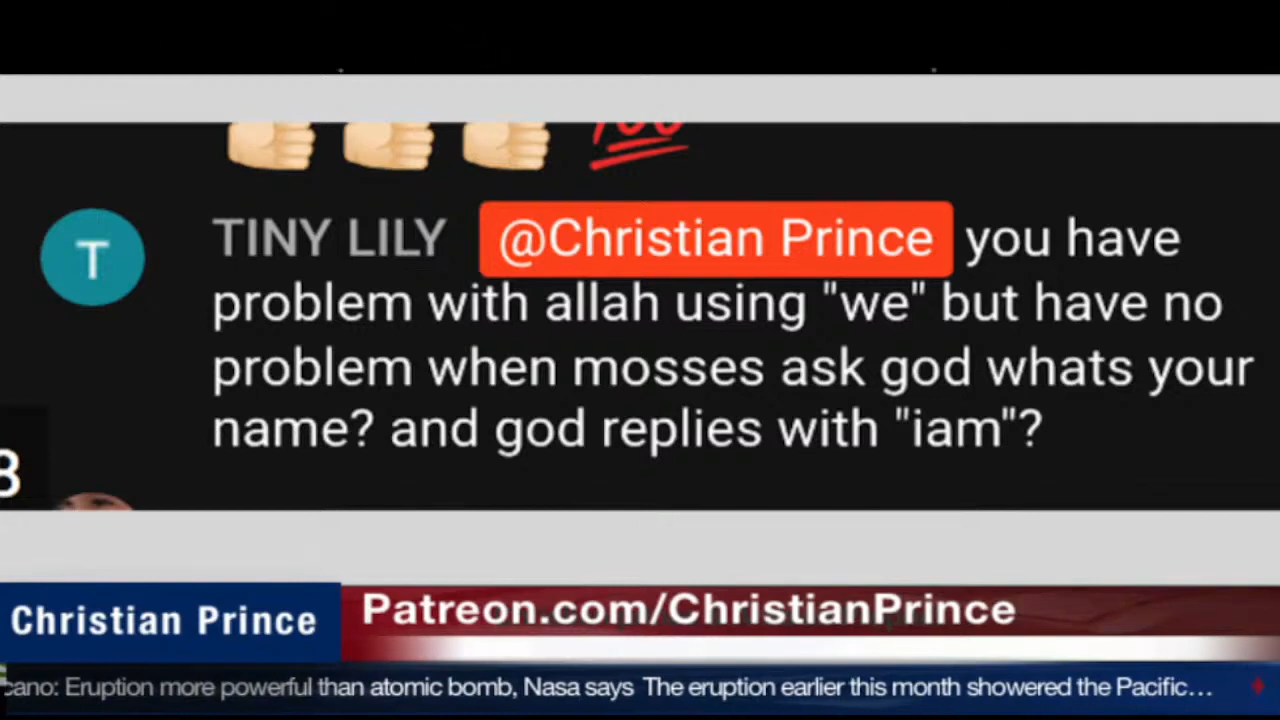 T
TINY LILY @Christian Prince you have
problem with allah using "we" but have no
problem when mosses ask god whats your
name? and god replies with "iam"?
Christian Prince
Patreon.com/ChristianPrince
cano: Eruption more powerful than atomic bomb, Nasa says The eruption earlier this month showered the Pacific...